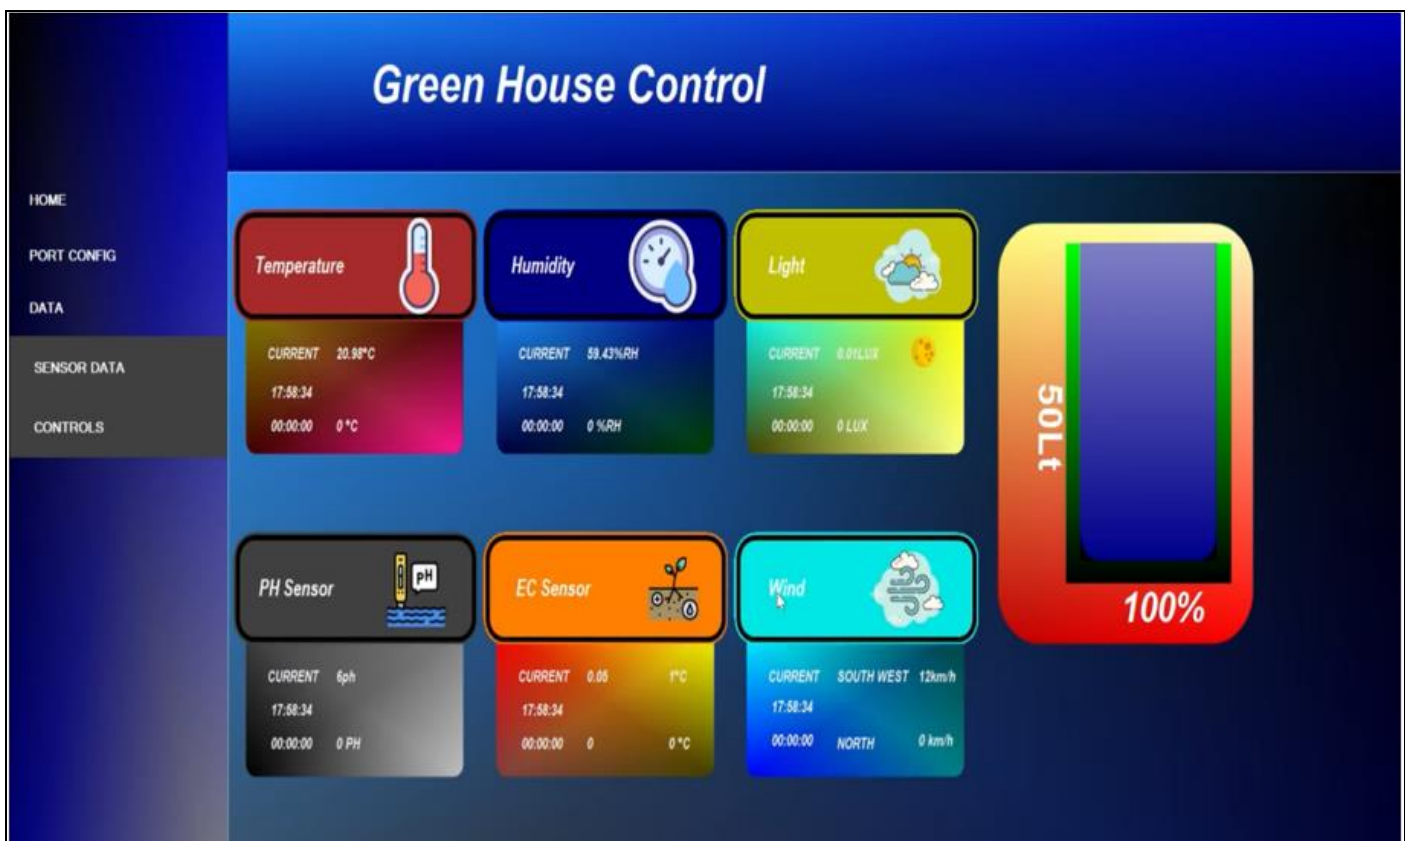 Green House Control
HOME
PORT CONFIG
DATA
SENSOR DATA
CONTROLS
Temperature
CURRENT 20.98°C
17:58:34
00:00:00 0 °C
Humidity
CURRENT 59.43%RH
17:58:34
00:00:00 0 %RH
Light
CURRENT 0.01LUX
17:58:34
00:00:00 0 LUX
50Lt
100%
PH Sensor
pH
CURRENT 6ph
17:58:34
00:00:00 0 PH
EC Sensor
CURRENT 0.05 1°C
17:58:34
00:00:00 0 0 °C
Wind
CURRENT SOUTH WEST 12km/h
17:58:34
00:00:00 NORTH 0 km/h